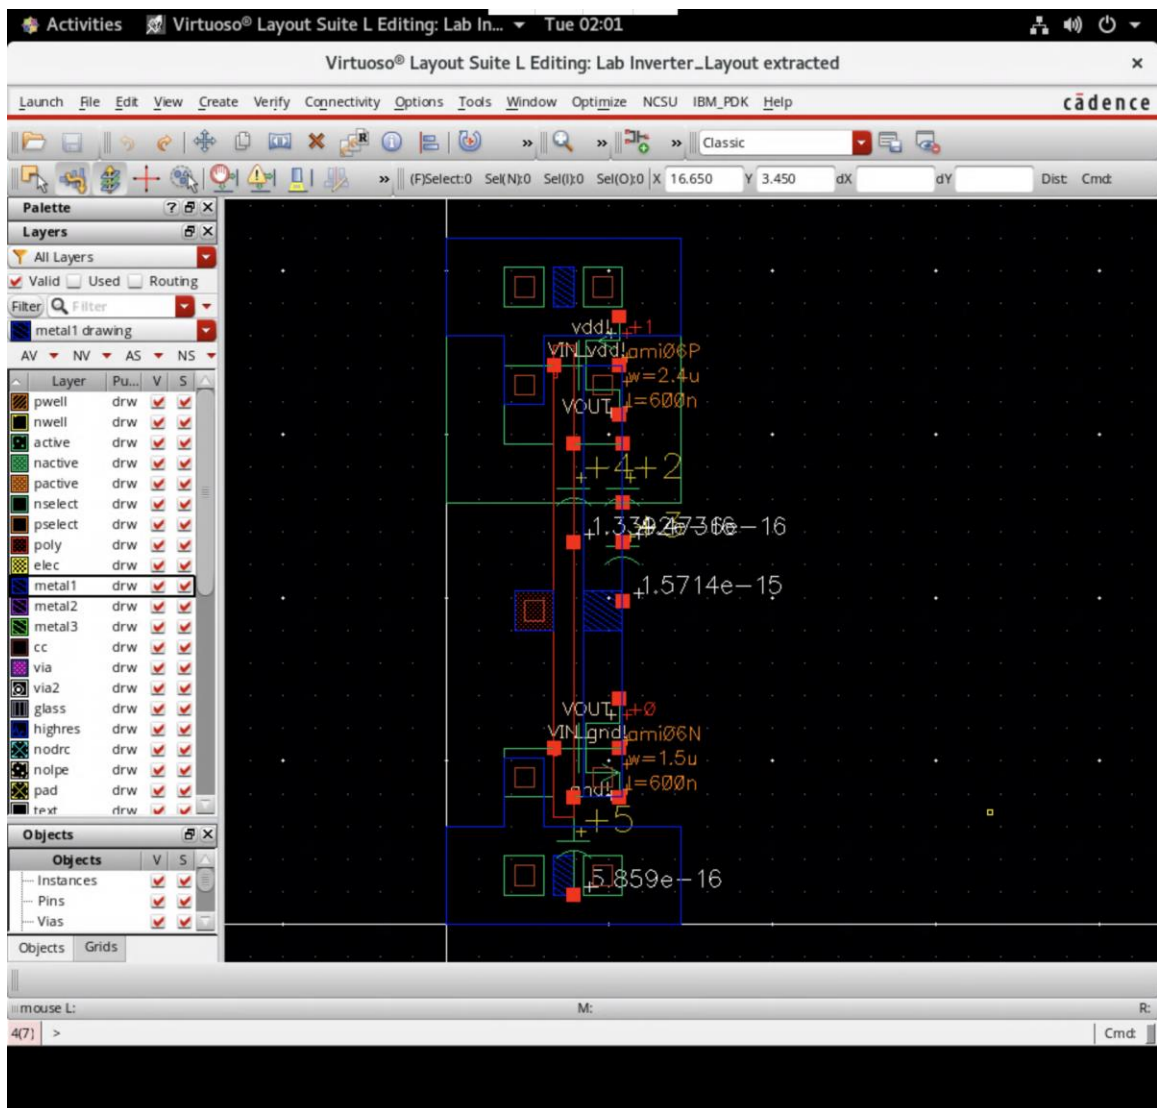 Activities Virtuoso® Layout Suite L Editing: Lab In... Tue 02:01
Virtuoso® Layout Suite L Editing: Lab Inverter_Layout extracted ×
Launch File Edit View Create Verify Connectivity Options Tools Window Optimize NCSU IBM_PDK Help cādence
» » » Classic
» (F)Select:0 Sel(N):0 Sel(I):0 Sel(O):0 X 16.650 Y 3.450 dX dY Dist: Cmd:
Palette
Layers
All Layers
Valid Used Routing
Filter Filter
metal1 drawing
AV NV AS NS
Layer Pu... V S
pwell drw
nwell drw
active drw
nactive drw
pactive drw
nselect drw
pselect drw
poly drw
elec drw
metal1 drw
metal2 drw
metal3 drw
cc drw
via drw
via2 drw
glass drw
highres drw
nodrc drw
nolpe drw
pad drw
text drw
Objects
Objects V S
Instances
Pins
Vias
Objects Grids
vdd! +1
VIN vdd! ami06P
w=2.4u
VOUT l=600n
+4 +2
1.5714e-15
VOUT +0
VIN gnd! ami06N
w=1.5u
gnd! l=600n
+5
5.859e-16
mouse L: M: R:
4(7) > Cmd: